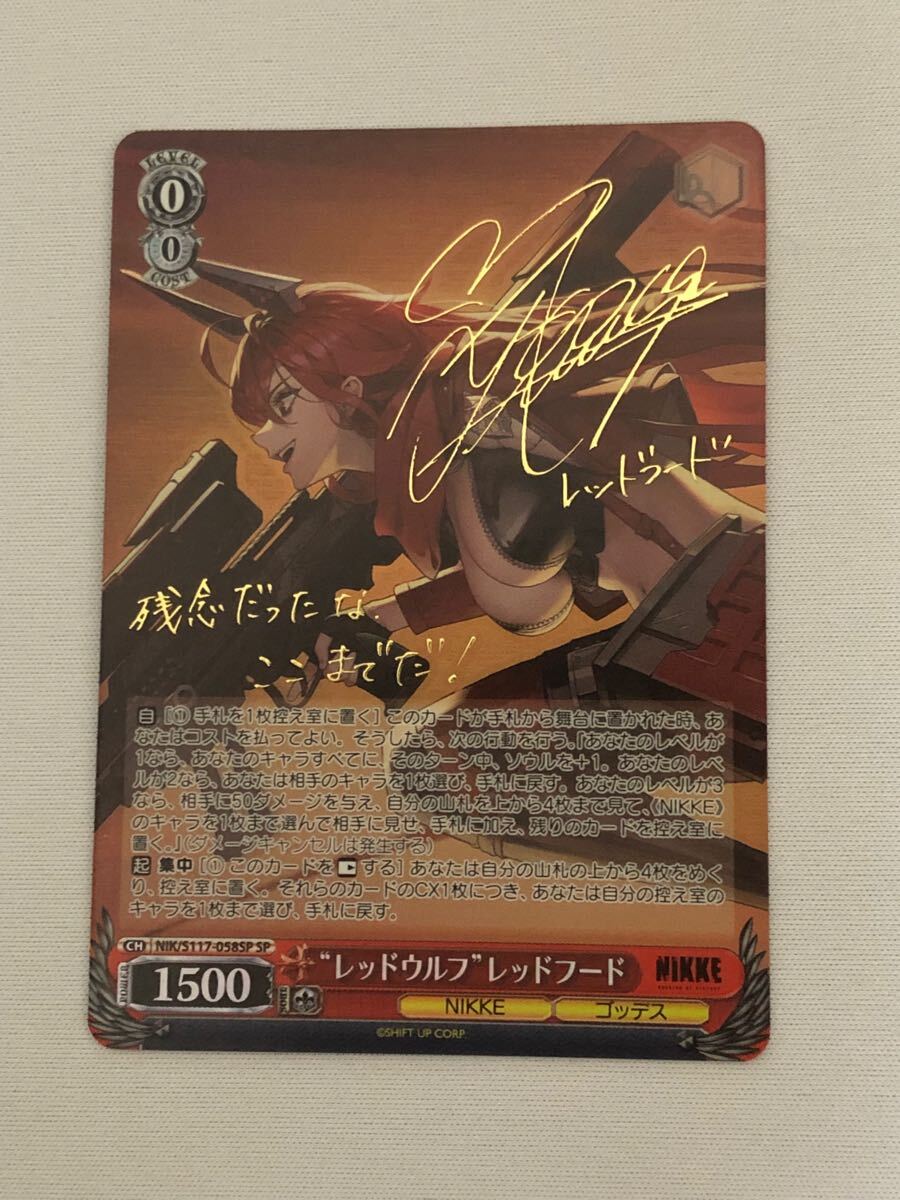 LEVEL
0
0
COST
レッドフード
残念だったな.
ここまでだ!
自 [① 手札を1枚控え室に置く] このカードが手札から舞台に置かれた時、あ
なたはコストを払ってよい。そうしたら、次の行動を行う。「あなたのレベルが
1なら、あなたのキャラすべてに、そのターン中、ソウルを+1。あなたのレベ
ルが2なら、あなたは相手のキャラを1枚選び、手札に戻す。あなたのレベルが3
なら、相手に50ダメージを与え、自分の山札を上から4枚まで見て、《NIKKE》
のキャラを1枚まで選んで相手に見せ、手札に加え、残りのカードを控え室に
置く。」(ダメージキャンセルは発生する)
起 集中 [① このカードを する] あなたは自分の山札の上から4枚をめく
り、控え室に置く。それらのカードのCX1枚につき、あなたは自分の控え室の
キャラを1枚まで選び、手札に戻す。
CH NIK/S117-058SP SP
POWER 1500
“レッドウルフ”レッドフード
NIKKE
NIKKE ゴッデス
©SHIFT UP CORP.